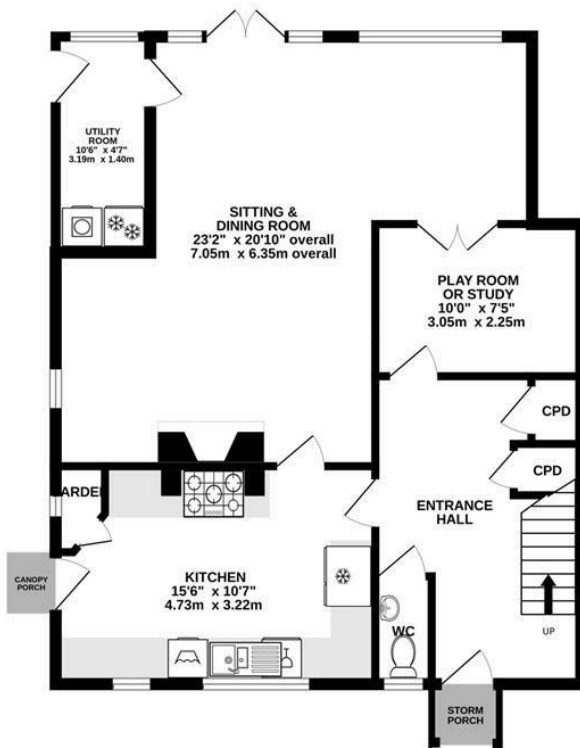 UTILITY
ROOM
10'6" x 4'7"
3.19m x 1.40m
SITTING &
DINING ROOM
23'2" x 20'10" overall
7.05m x 6.35m overall
PLAY ROOM
OR STUDY
10'0" x 7'5"
3.05m x 2.25m
CPD
CPD
ARDE
ENTRANCE
HALL
CANOPY
PORCH
KITCHEN
15'6" x 10'7"
4.73m x 3.22m
WC
UP
STORM
PORCH